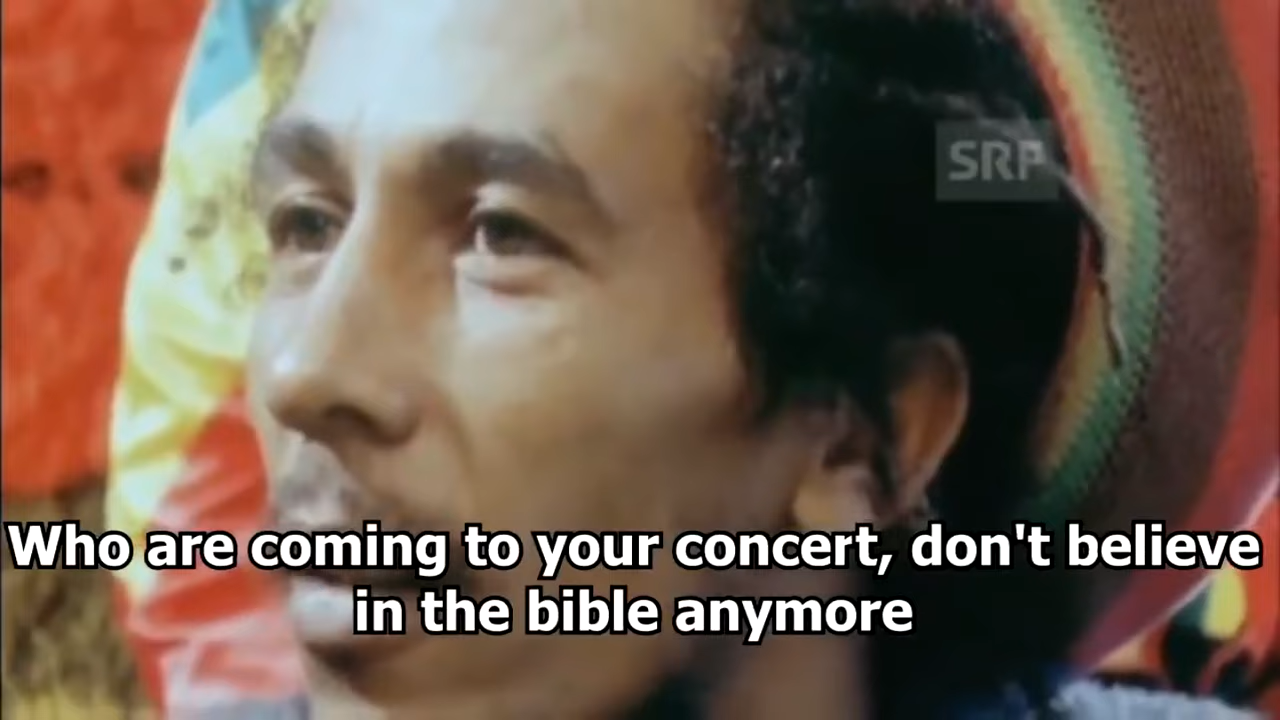 SRF
Who are coming to your concert, don't believe
in the bible anymore